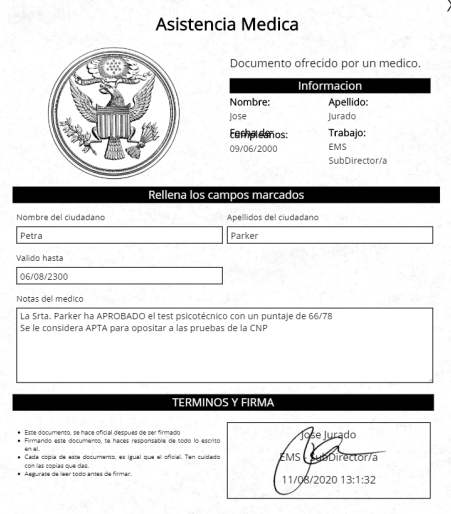 X
Asistencia Medica
Documento ofrecido por un medico.
Informacion
Nombre:
Apellido:
Jose
Jurado
Fecha de:
Cumpleaños:
Trabajo:
09/06/2000
EMS
SubDirector/a
Rellena los campos marcados
Nombre del ciudadano
Apellidos del ciudadano
Petra
Parker
Valido hasta
06/08/2300
Notas del medico
La Srta. Parker ha APROBADO el test psicotécnico con un puntaje de 66/78
Se le considera APTA para opositar a las pruebas de la CNP
TERMINOS Y FIRMA
Este documento, se hace oficial despues de ser firmado
Firmando este documento, te haces responsable de todo lo escrito
en el.
Cada copia de este documento, es igual que el oficial. Ten cuidado
con las copias que das.
Asegurate de leer todo antes de firmar.
Jose Jurado
EMS - SubDirector/a
11/08/2020 13:1:32